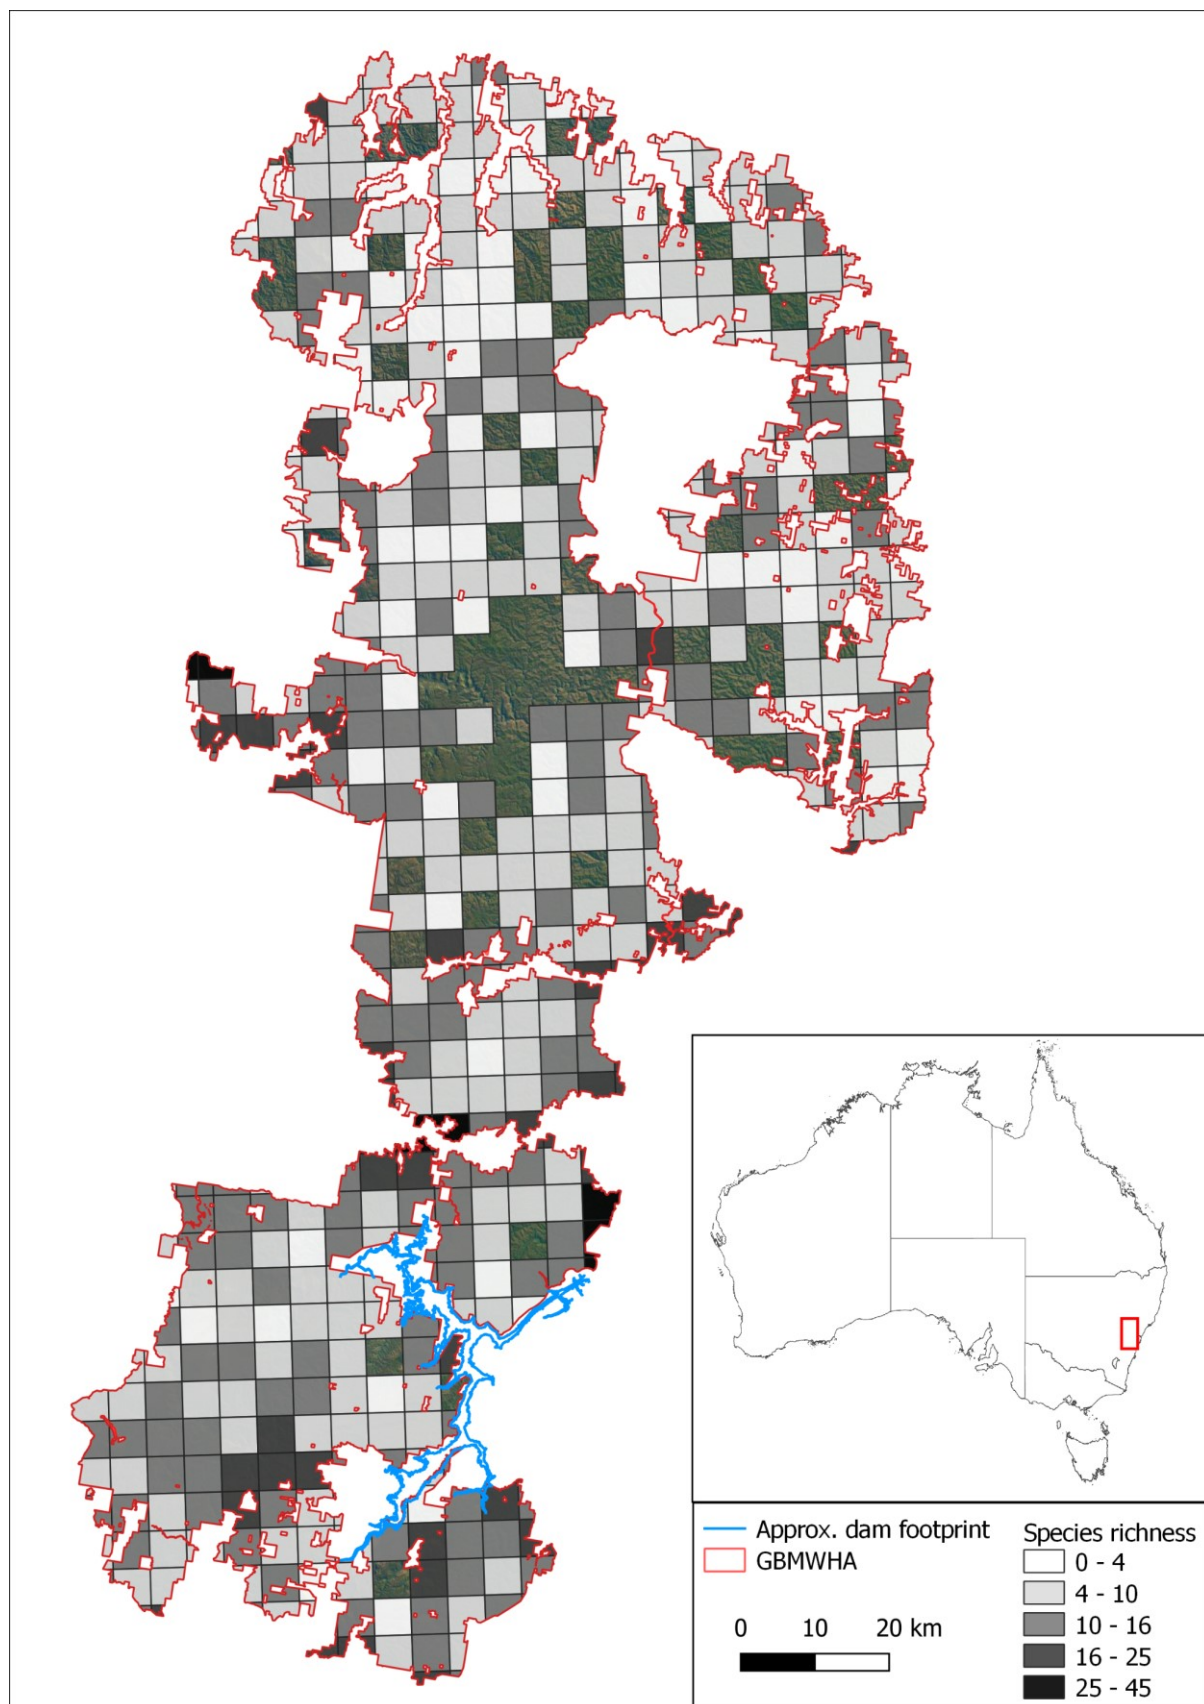 Approx. dam footprint
GBMWHA
0 10 20 km
Species richness
0 - 4
4 - 10
10 - 16
16 - 25
25 - 45